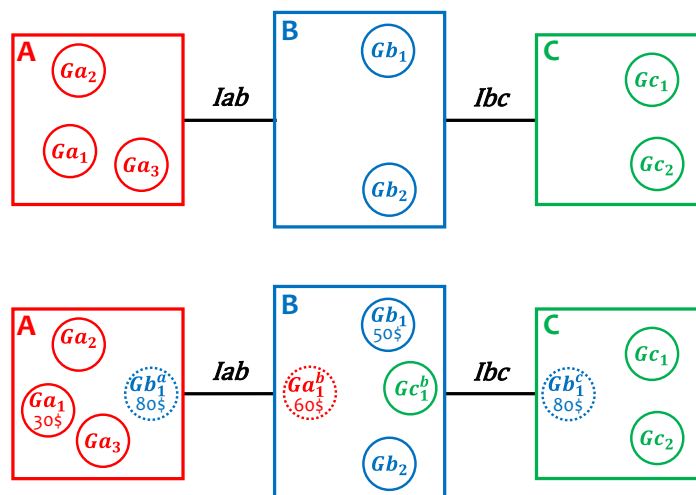 A
Ga₂
Ga₁
Ga₃
Iab
B
Gb₁
Gb₂
Ibc
C
Gc₁
Gc₂
A
Ga₂
Gb₁ᵃ
80$
Ga₁
30$
Ga₃
Iab
B
Gb₁
50$
Ga₁ᵇ
60$
Gc₁ᵇ
Gb₂
Ibc
C
Gc₁
Gb₁ᶜ
80$
Gc₂